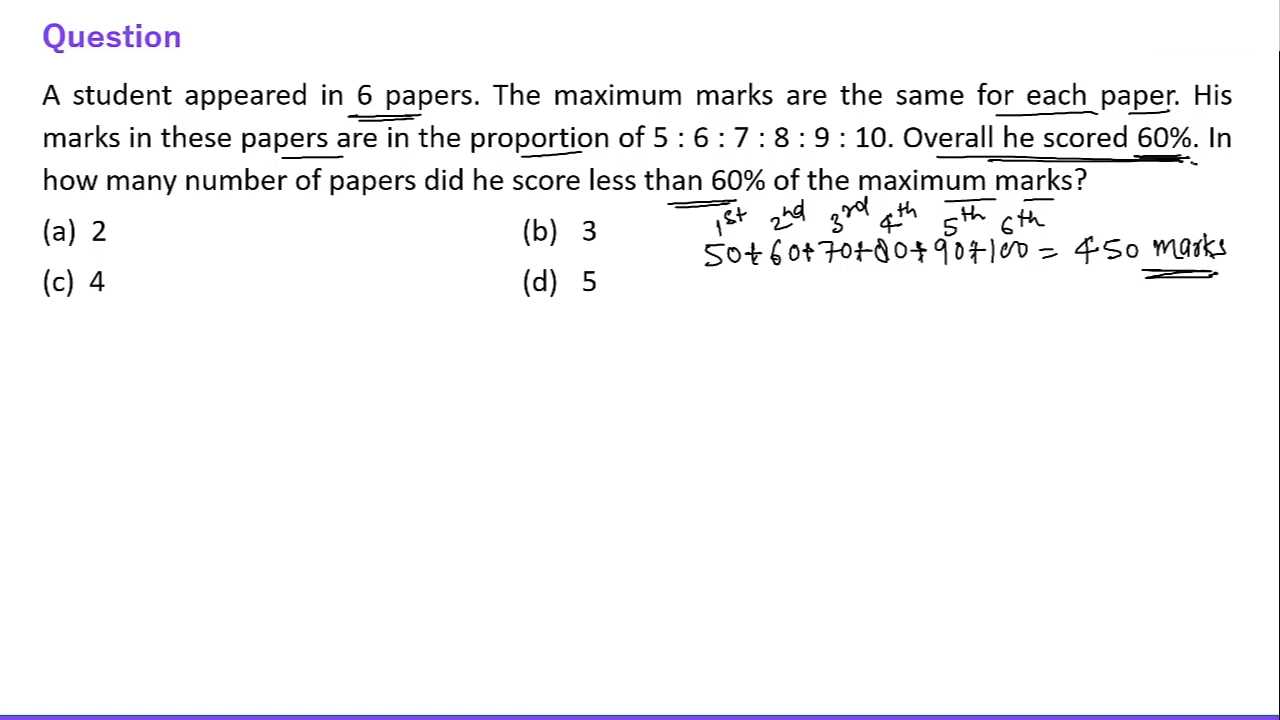 Question
A student appeared in 6 papers. The maximum marks are the same for each paper. His
marks in these papers are in the proportion of 5 : 6 : 7 : 8 : 9 : 10. Overall he scored 60%. In
how many number of papers did he score less than 60% of the maximum marks?
1st 2nd 3rd 4th 5th 6th
(a) 2 (b) 3 50+60+70+80+90+100 = 450 marks
(c) 4 (d) 5